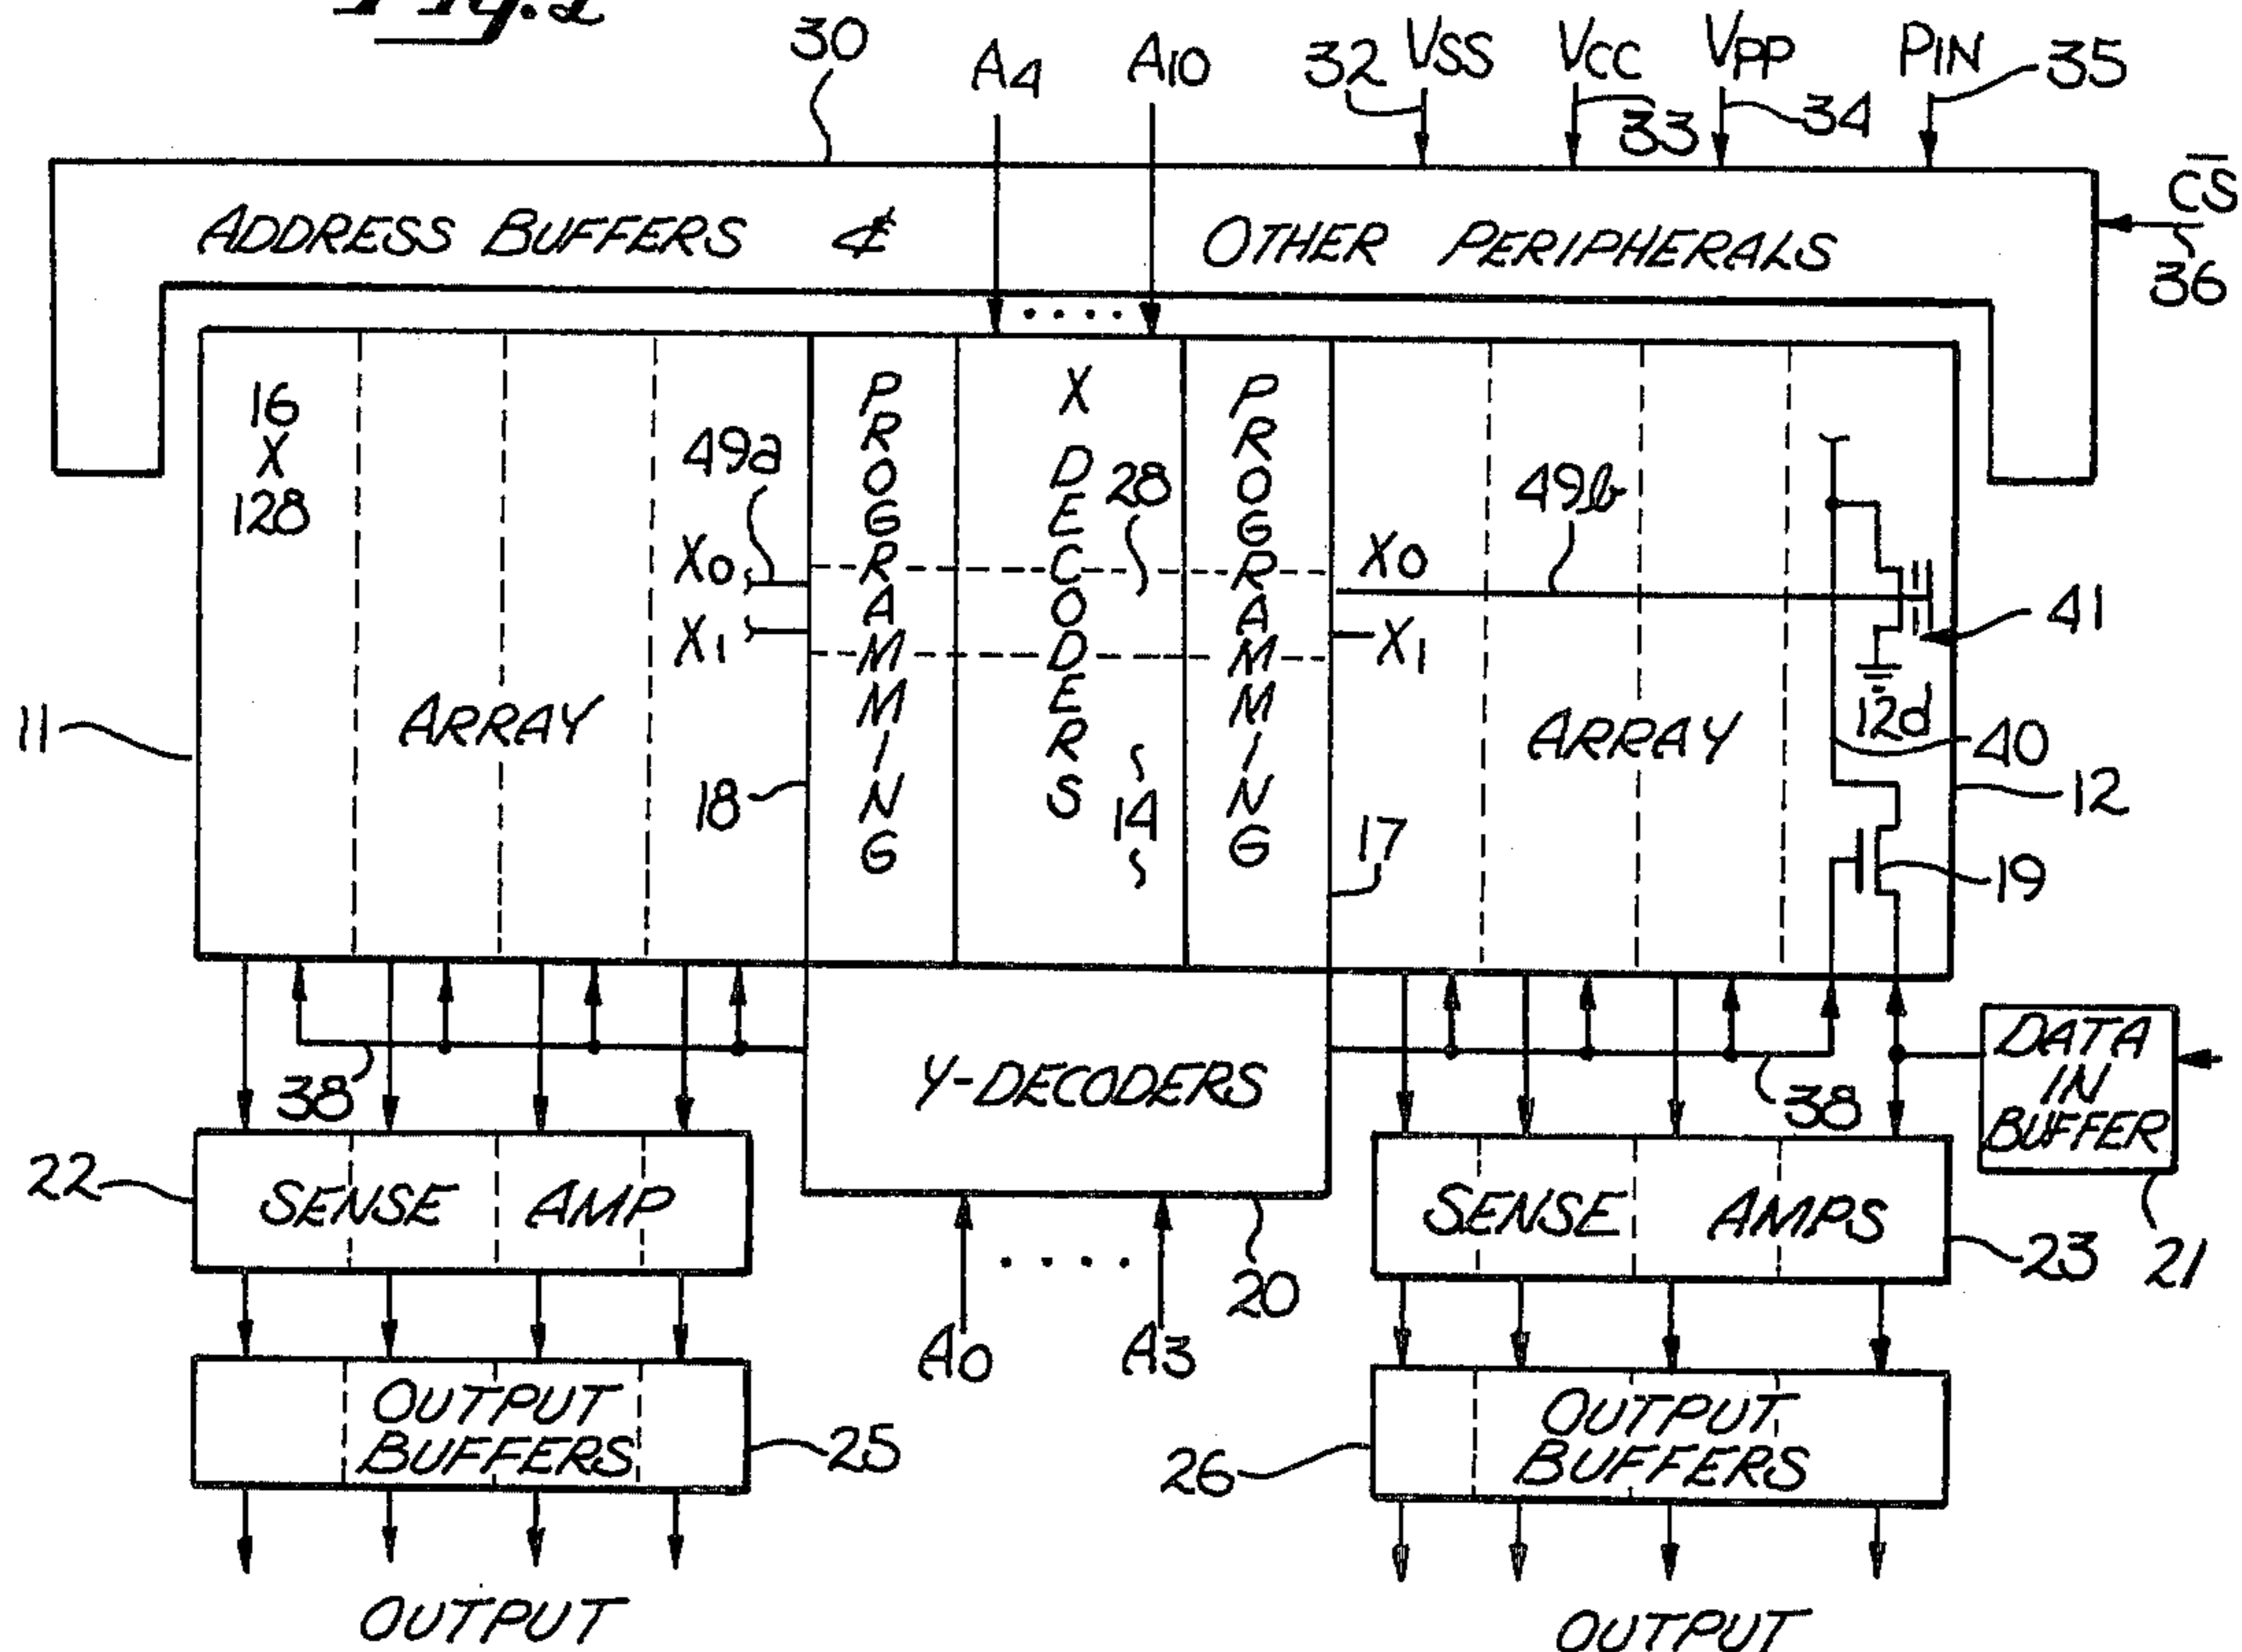 Fig. 2
30
A4
A10
32
VSS
VCC
VPP
PIN
35
33
34
CS
36
ADDRESS BUFFERS &
OTHER PERIPHERALS
16
X
128
49a
X0
X1
PROGRAMMING
X DECODERS
28
14
PROGRAMMING
X0
X1
49b
41
12d
40
12
19
11
ARRAY
18
17
ARRAY
38
Y-DECODERS
38
DATA
IN
BUFFER
22
SENSE AMP
SENSE AMPS
23
21
20
A0
A3
OUTPUT
BUFFERS
25
26
OUTPUT
BUFFERS
OUTPUT
OUTPUT